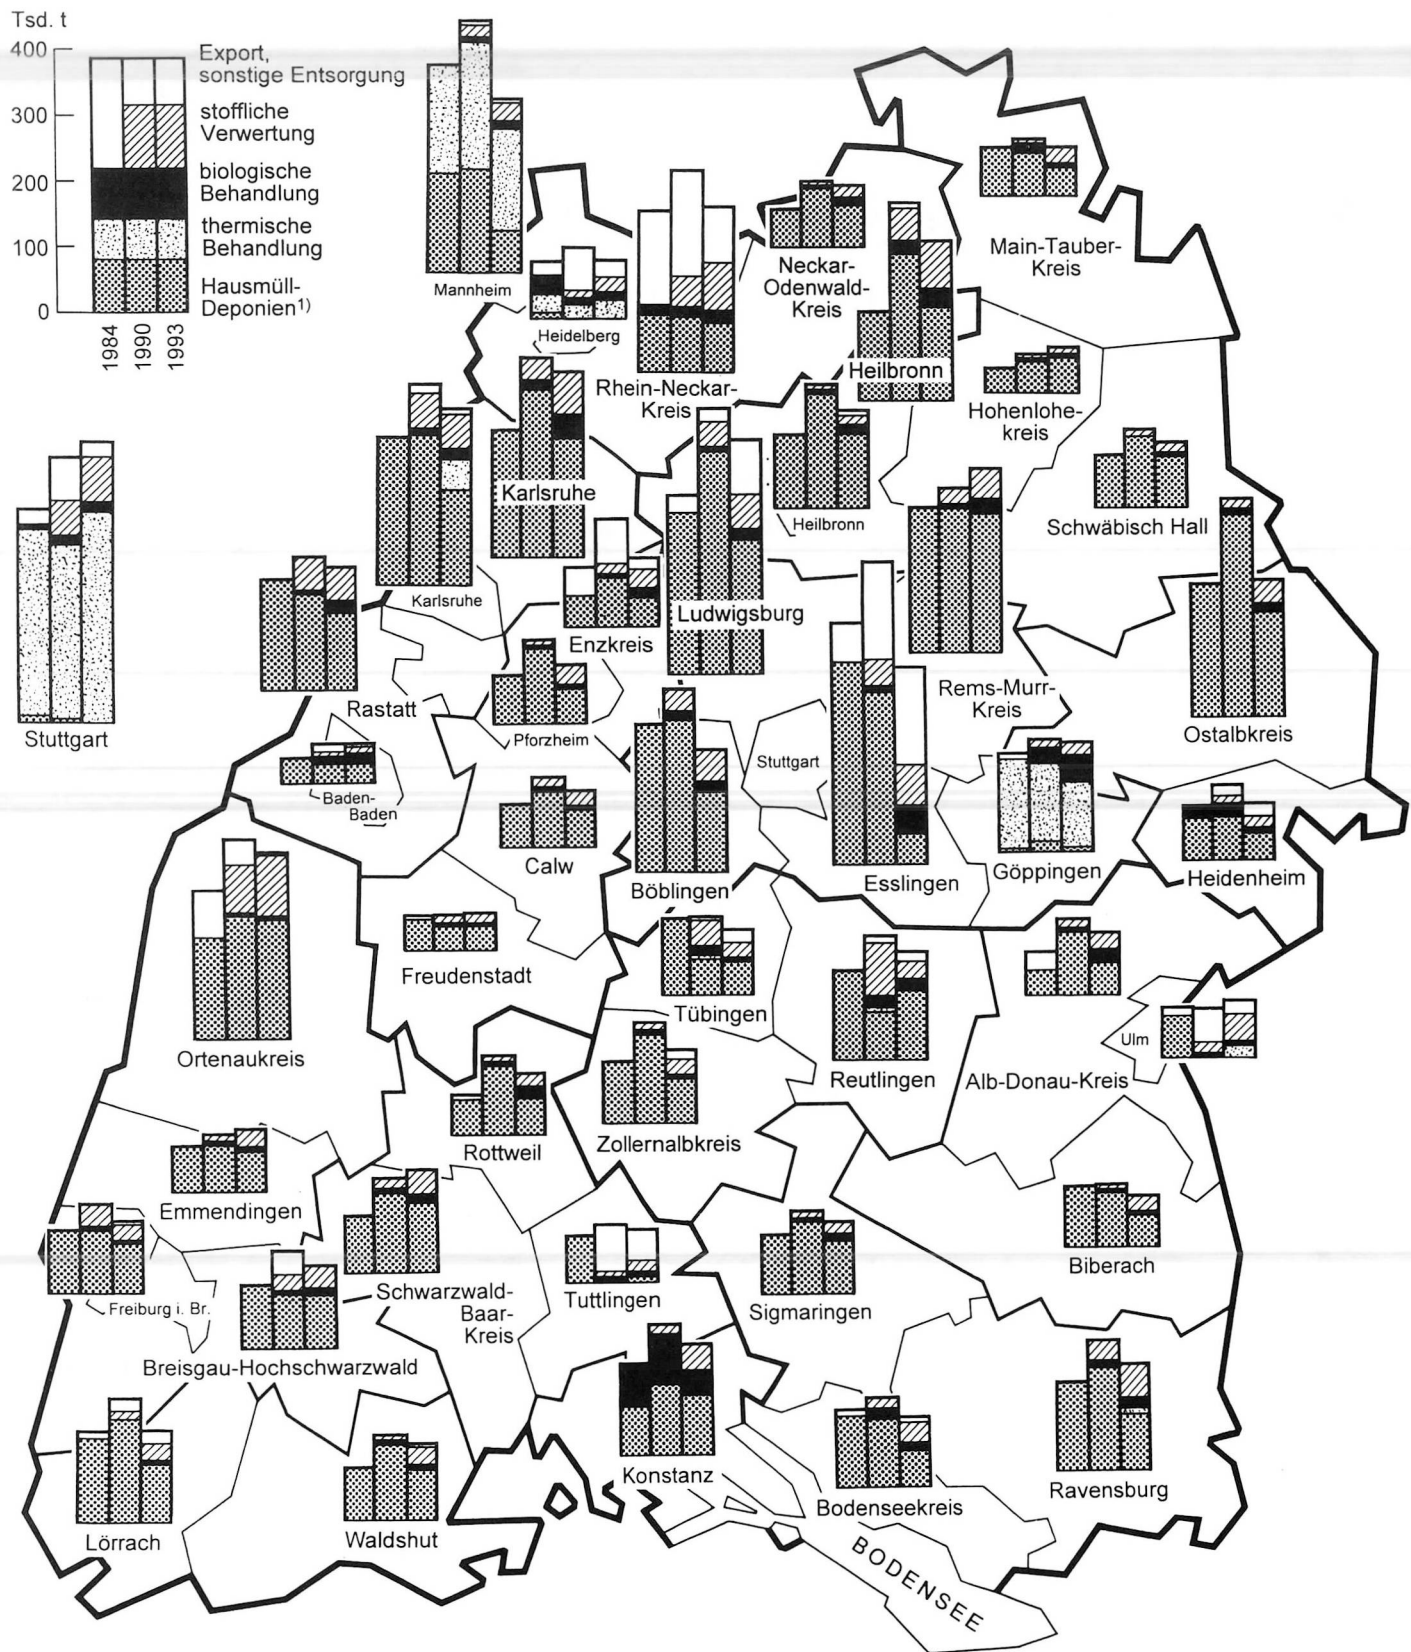 Tsd. t
400
300
200
100
0
Export,
sonstige Entsorgung
stoffliche
Verwertung
biologische
Behandlung
thermische
Behandlung
Hausmüll-
Deponien¹⁾
1984
1990
1993
Mannheim
Heidelberg
Rhein-Neckar-
Kreis
Neckar-
Odenwald-
Kreis
Main-Tauber-
Kreis
Heilbronn
Hohenlohe-
kreis
Schwäbisch Hall
Karlsruhe
Karlsruhe
Heilbronn
Ludwigsburg
Enzkreis
Rems-Murr-
Kreis
Ostalbkreis
Stuttgart
Rastatt
Pforzheim
Stuttgart
Baden-
Baden
Calw
Böblingen
Esslingen
Göppingen
Heidenheim
Freudenstadt
Tübingen
Ortenaukreis
Reutlingen
Alb-Donau-Kreis
Ulm
Rottweil
Zollernalbkreis
Emmendingen
Freiburg i. Br.
Schwarzwald-
Baar-
Kreis
Tuttlingen
Sigmaringen
Biberach
Breisgau-Hochschwarzwald
Konstanz
Bodenseekreis
Ravensburg
Lörrach
Waldshut
BODENSEE